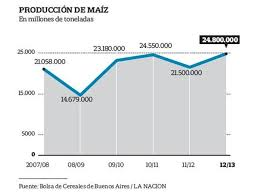 PRODUCCIÓN DE MAÍZ
En millones de toneladas
24.800.000
24.550.000
23.180.000
25.000
21.058.000
21.500.000
20.000
14.679.000
15.000
0
2007/08 08/09 09/10 10/11 11/12 12/13
Fuente: Bolsa de Cereales de Buenos Aires / LA NACION